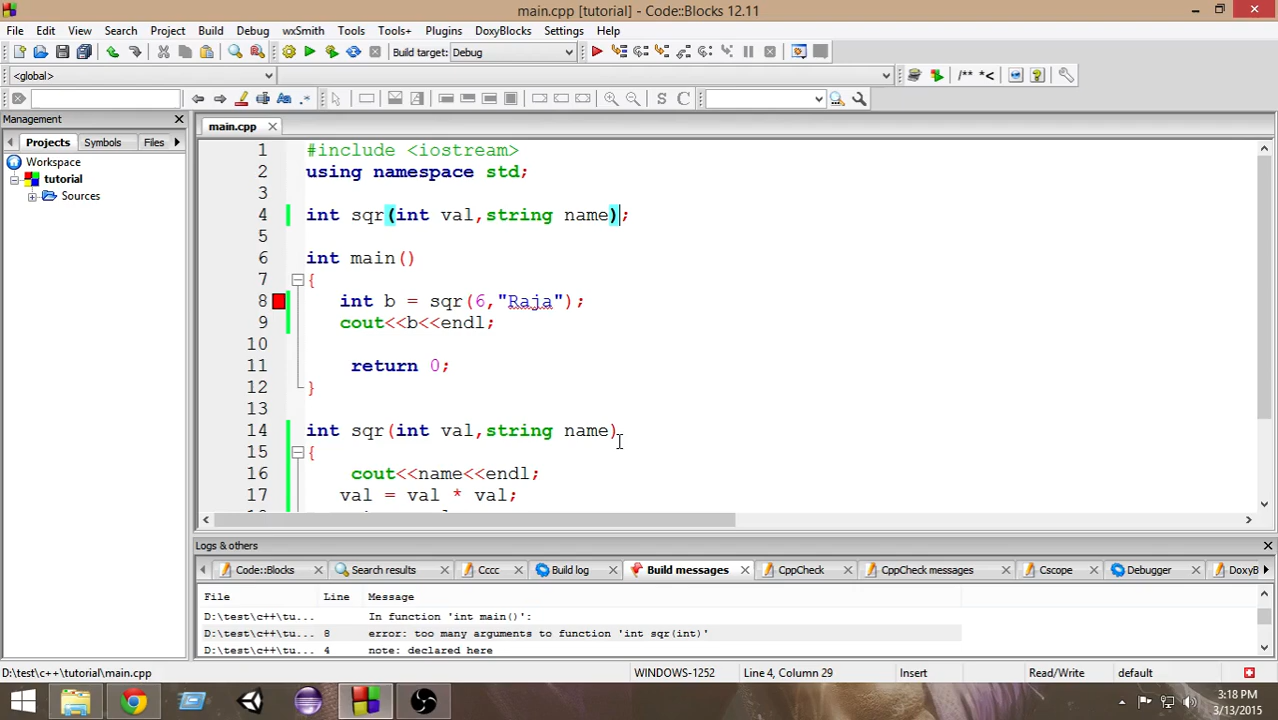 main.cpp [tutorial] - Code::Blocks 12.11
File Edit View Search Project Build Debug wxSmith Tools Tools+ Plugins DoxyBlocks Settings Help
Build target: Debug
<global>
/** *<
S C
Management
main.cpp
Projects Symbols Files
Workspace
tutorial
Sources
1 #include <iostream>
2 using namespace std;
3
4 int sqr(int val,string name);
5
6 int main()
7 {
8 int b = sqr(6,"Raja");
9 cout<<b<<endl;
10
11 return 0;
12 }
13
14 int sqr(int val,string name)
15 {
16 cout<<name<<endl;
17 val = val * val;
Logs & others
Code::Blocks Search results Cccc Build log Build messages CppCheck CppCheck messages Cscope Debugger DoxyB
File Line Message
D:\test\c++\tu... In function 'int main()':
D:\test\c++\tu... 8 error: too many arguments to function 'int sqr(int)'
D:\test\c++\tu... 4 note: declared here
D:\test\c++\tutorial\main.cpp WINDOWS-1252 Line 4, Column 29 Insert Read/Write default
3:18 PM
3/13/2015